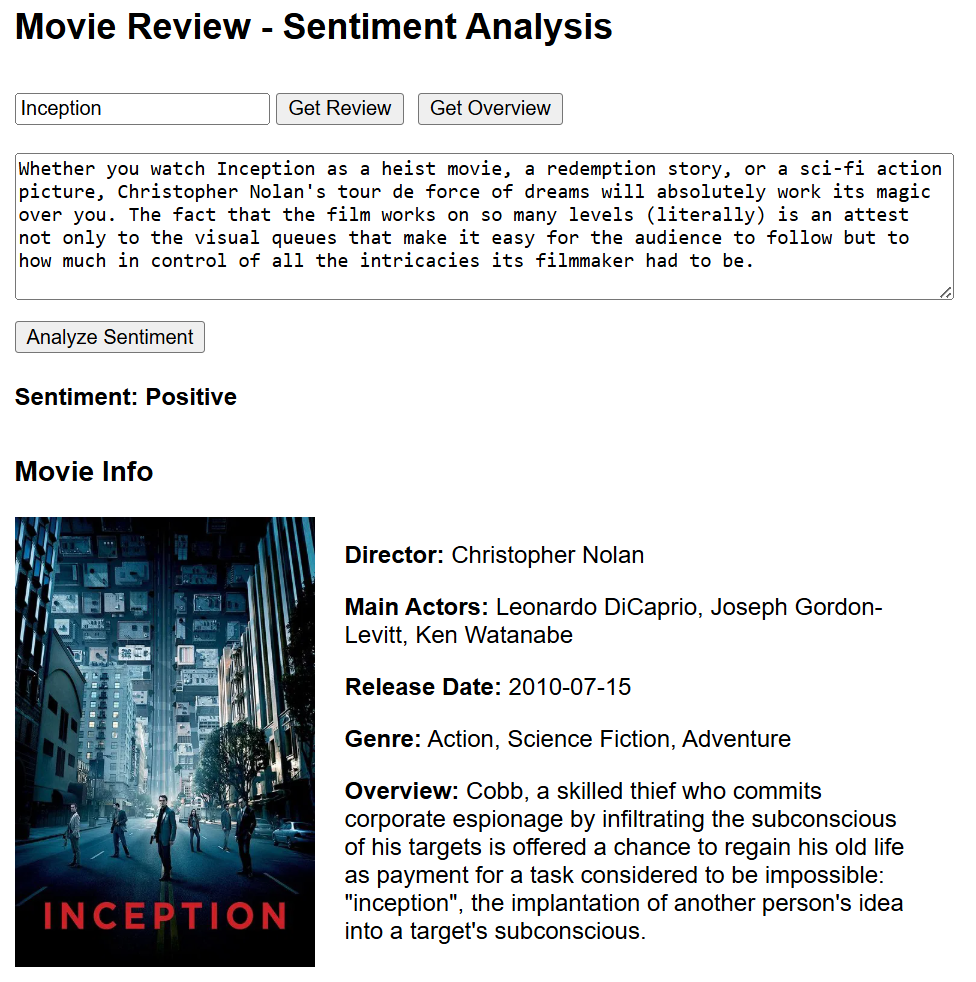 Movie Review - Sentiment Analysis
Inception Get Review Get Overview
Whether you watch Inception as a heist movie, a redemption story, or a sci-fi action
picture, Christopher Nolan's tour de force of dreams will absolutely work its magic
over you. The fact that the film works on so many levels (literally) is an attest
not only to the visual queues that make it easy for the audience to follow but to
how much in control of all the intricacies its filmmaker had to be.
Analyze Sentiment
Sentiment: Positive
Movie Info
INCEPTION
Director: Christopher Nolan
Main Actors: Leonardo DiCaprio, Joseph Gordon-
Levitt, Ken Watanabe
Release Date: 2010-07-15
Genre: Action, Science Fiction, Adventure
Overview: Cobb, a skilled thief who commits
corporate espionage by infiltrating the subconscious
of his targets is offered a chance to regain his old life
as payment for a task considered to be impossible:
"inception", the implantation of another person's idea
into a target's subconscious.